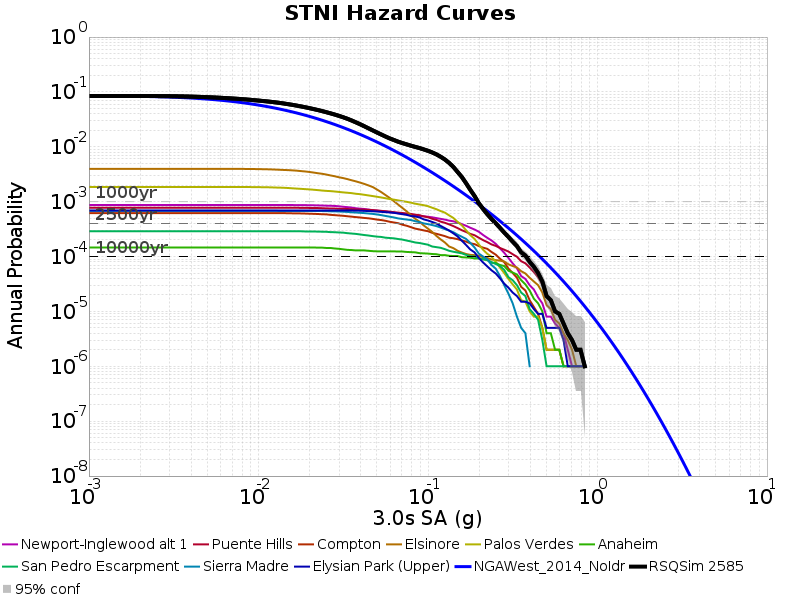 STNI Hazard Curves
10^0
10^-1
10^-2
10^-3
10^-4
10^-5
10^-6
10^-7
10^-8
Annual Probability
1000yr
2500yr
10000yr
10^-3 10^-2 10^-1 10^0 10^1
3.0s SA (g)
Newport-Inglewood alt 1 Puente Hills Compton Elsinore Palos Verdes Anaheim
San Pedro Escarpment Sierra Madre Elysian Park (Upper) NGAWest_2014_NoIdr RSQSim 2585
95% conf